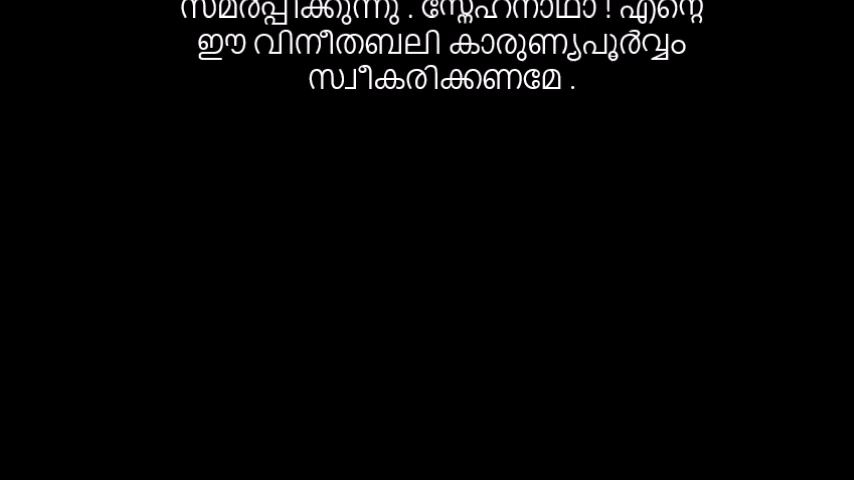 സമർപ്പിക്കുന്നു . സ്നേഹനാഥാ ! എന്റെ
ഈ വിനീതബലി കാരുണ്യപൂർവ്വം
സ്വീകരിക്കണമേ .